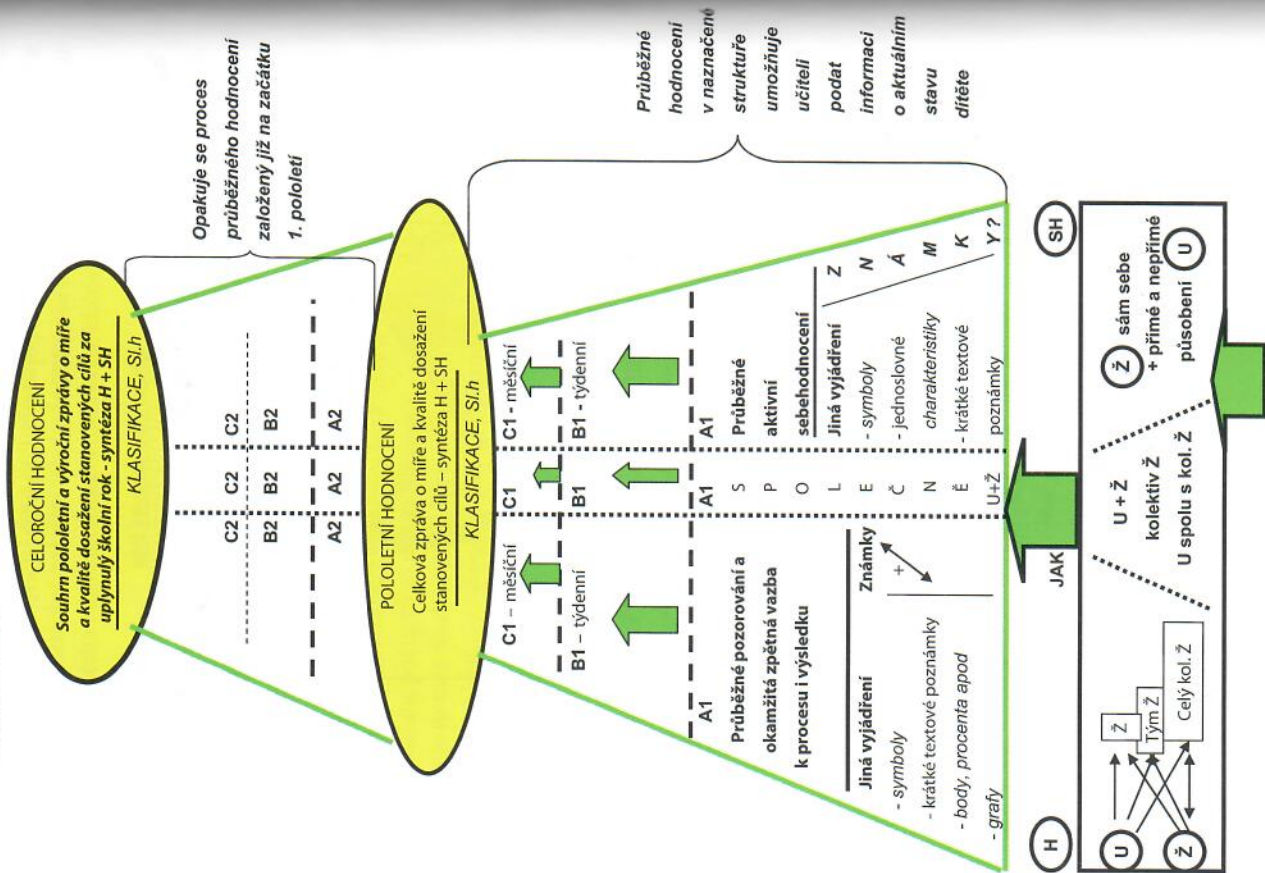 CELOROČNÍ HODNOCENÍ
Souhrn pololetní a výroční zprávy o míře
a kvalitě dosažení stanovených cílů za
uplynulý školní rok - syntéza H + SH
KLASIFIKACE, Sl.h
Opakuje se proces
průběžného hodnocení
založený již na začátku
1. pololetí
C2 C2 C2
B2 B2 B2
A2 A2 A2
POLOLETNÍ HODNOCENÍ
Celková zpráva o míře a kvalitě dosažení
stanovených cílů – syntéza H + SH
KLASIFIKACE, Sl.h
Průběžné
hodnocení
v naznačené
struktuře
umožňuje
učiteli
podat
informaci
o aktuálním
stavu
dítěte
C1 – měsíční C1 C1 - měsíční
B1 – týdenní B1 B1 - týdenní
A1 A1 A1
Průběžné pozorování a
okamžitá zpětná vazba
k procesu i výsledku
Jiná vyjádření Známky
+
- symboly
- krátké textové poznámky
- body, procenta apod
- grafy
S
P
O
L
E
Č
N
Ě
U+Ž
Průběžné
aktivní
sebehodnocení
Jiná vyjádření
- symboly
- jednoslovné
charakteristiky
- krátké textové
poznámky
Z
N
Á
M
K
Y ?
H JAK SH
U
Ž
Ž
Tým Ž
Celý kol. Ž
U + Ž
kolektiv Ž
U spolu s kol. Ž
Ž sám sebe
+ přímé a nepřímé
působení U